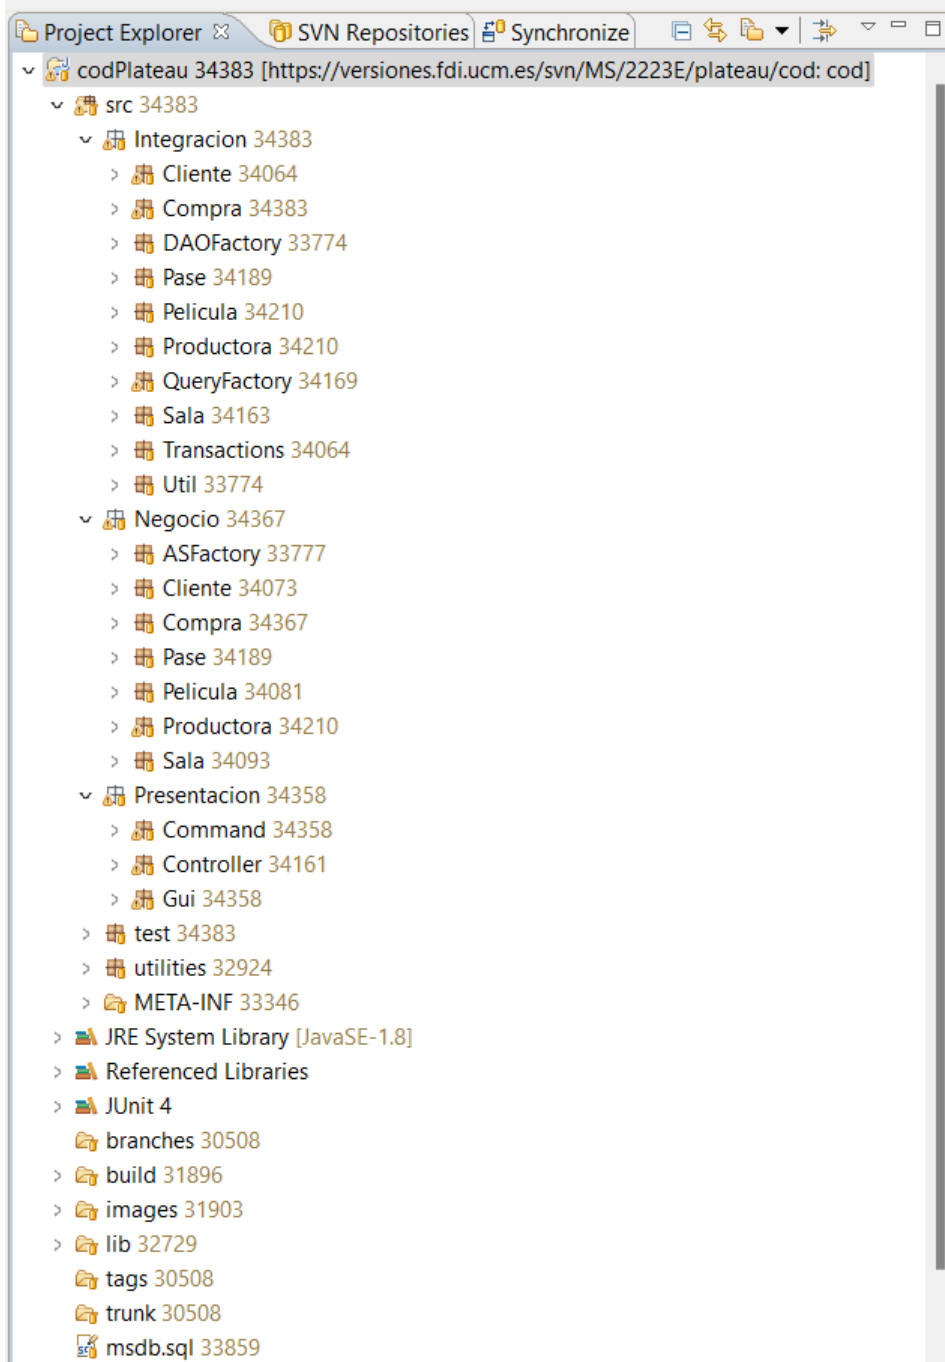 Project Explorer SVN Repositories Synchronize
codPlateau 34383 [https://versiones.fdi.ucm.es/svn/MS/2223E/plateau/cod: cod]
src 34383
Integracion 34383
Cliente 34064
Compra 34383
DAOFactory 33774
Pase 34189
Pelicula 34210
Productora 34210
QueryFactory 34169
Sala 34163
Transactions 34064
Util 33774
Negocio 34367
ASFactory 33777
Cliente 34073
Compra 34367
Pase 34189
Pelicula 34081
Productora 34210
Sala 34093
Presentacion 34358
Command 34358
Controller 34161
Gui 34358
test 34383
utilities 32924
META-INF 33346
JRE System Library [JavaSE-1.8]
Referenced Libraries
JUnit 4
branches 30508
build 31896
images 31903
lib 32729
tags 30508
trunk 30508
msdb.sql 33859